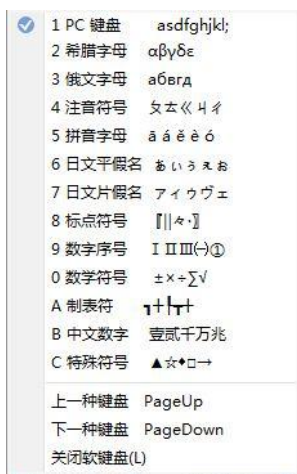 1 PC 键盘 asdfghjkl;
2 希腊字母 αβγδε
3 俄文字母 абвгд
4 注音符号 ㄆㄊㄍㄐㄔ
5 拼音字母 āáěèó
6 日文平假名 ぁぃぅぇぉ
7 日文片假名 アィゥヴェ
8 标点符号 〖‖々·〗
9 数字序号 ⅠⅡⅢ㈠①
0 数学符号 ±×÷∑√
A 制表符 ┓┼┣┳┼
B 中文数字 壹贰千万兆
C 特殊符号 ▲☆◆□→
上一种键盘 PageUp
下一种键盘 PageDown
关闭软键盘(L)